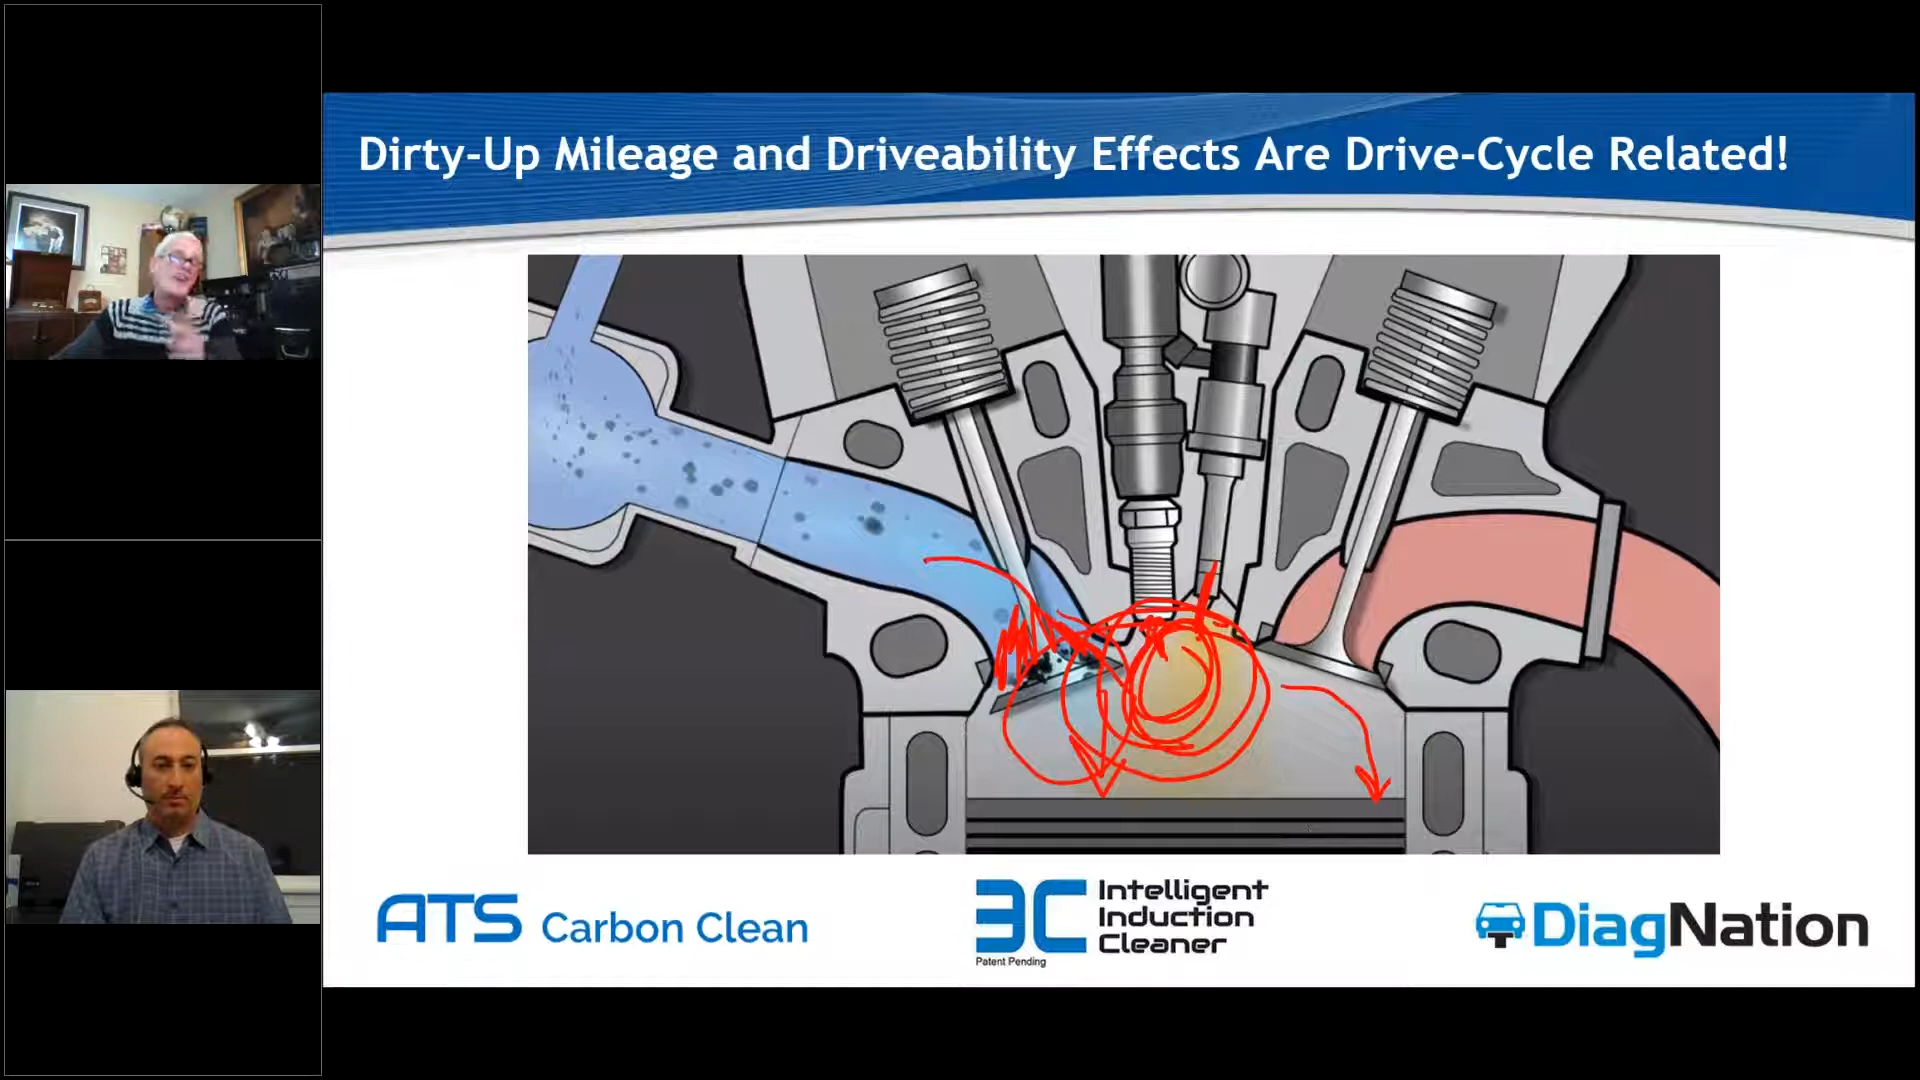 Dirty-Up Mileage and Driveability Effects Are Drive-Cycle Related!
ATS Carbon Clean
3C Intelligent
Induction
Cleaner
Patent Pending
DiagNation